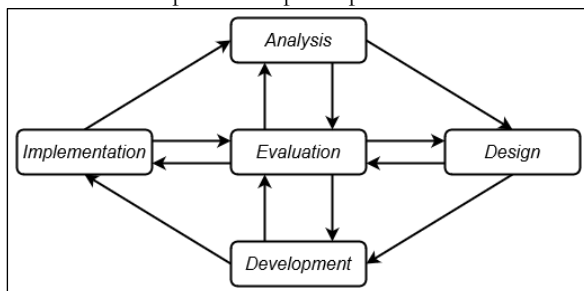 Analysis
Implementation
Evaluation
Design
Development